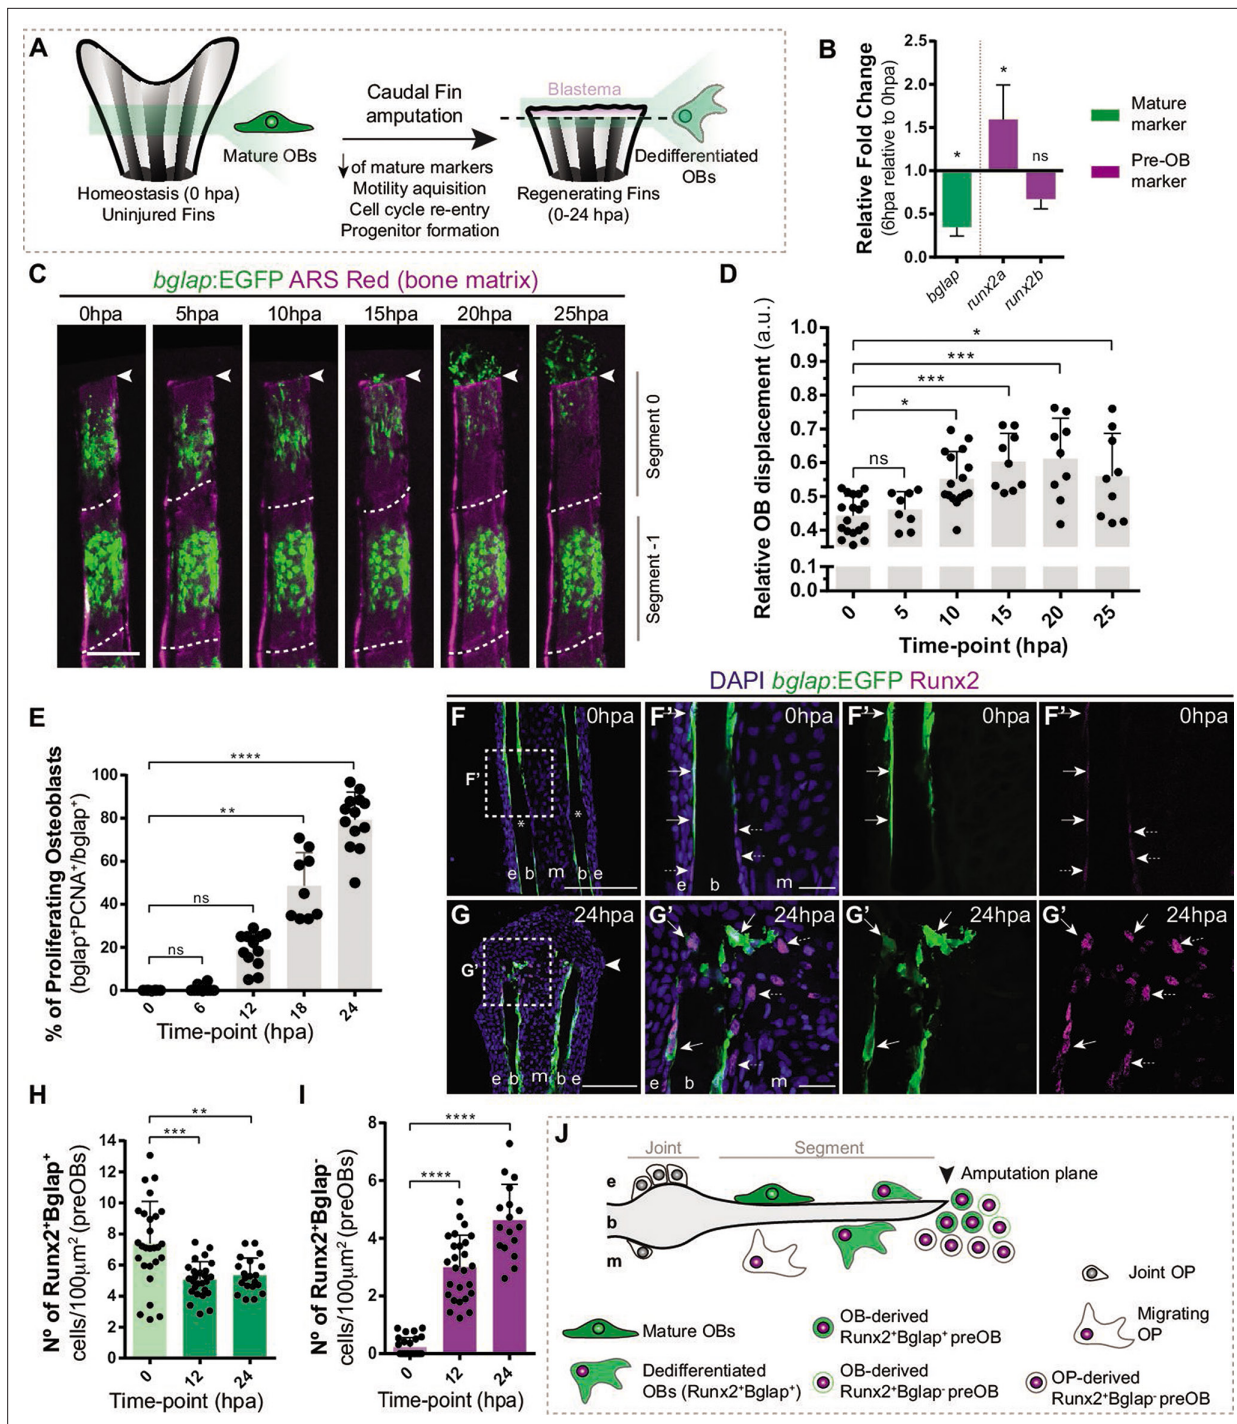 A
Mature OBs
Homeostasis (0 hpa)
Uninjured Fins
Caudal Fin
amputation
of mature markers
Motility aquisition
Cell cycle re-entry
Progenitor formation
Blastema
Dedifferentiated
OBs
Regenerating Fins
(0-24 hpa)
B
Relative Fold Change
(6hpa relative to 0hpa)
2.5
2.0
1.5
1.0
0.5
0.0
*
*
ns
bglap
runx2a
runx2b
Mature
marker
Pre-OB
marker
C
bglap:EGFP ARS Red (bone matrix)
0hpa 5hpa 10hpa 15hpa 20hpa 25hpa
Segment 0
Segment -1
D
Relative OB displacement (a.u.)
1.0
0.9
0.8
0.7
0.6
0.5
0.4
0.1
0.0
*
***
***
*
ns
0 5 10 15 20 25
Time-point (hpa)
E
% of Proliferating Osteoblasts
(bglap⁺PCNA⁺/bglap⁺)
100
80
60
40
20
0
****
**
ns
ns
0 6 12 18 24
Time-point (hpa)
DAPI bglap:EGFP Runx2
F 0hpa
F'
*
*
e b m b e
F' 0hpa
e b m
F' 0hpa
F' 0hpa
G 24hpa
G'
e b m b e
G' 24hpa
e b m
G' 24hpa
G' 24hpa
H
Nº of Runx2⁺Bglap⁺
cells/100µm² (preOBs)
14
12
10
8
6
4
2
0
**
***
0 12 24
Time-point (hpa)
I
Nº of Runx2⁺Bglap⁻
cells/100µm² (preOBs)
8
6
4
2
0
****
****
0 12 24
Time-point (hpa)
J
Joint
Segment
Amputation plane
e
b
m
Joint OP
Mature OBs
OB-derived
Runx2⁺Bglap⁺ preOB
Migrating
OP
Dedifferentiated
OBs (Runx2⁺Bglap⁺)
OB-derived
Runx2⁺Bglap⁻ preOB
OP-derived
Runx2⁺Bglap⁻ preOB